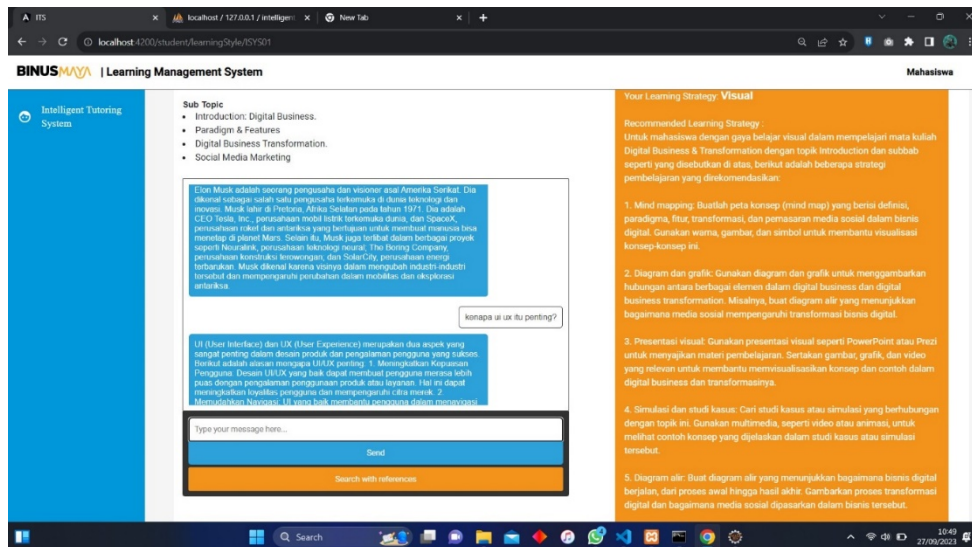 ITS
localhost / 127.0.0.1 / intelligent
New Tab
localhost:4200/student/learningStyle/ISYS01
BINUSMAYA | Learning Management System
Mahasiswa
Intelligent Tutoring
System
Sub Topic
Introduction: Digital Business.
Paradigm & Features
Digital Business Transformation.
Social Media Marketing
Elon Musk adalah seorang pengusaha dan visioner asal Amerika Serikat. Dia
dikenal sebagai salah satu pengusaha terkemuka di dunia teknologi dan
inovasi. Musk lahir di Pretoria, Afrika Selatan pada tahun 1971. Dia adalah
CEO Tesla, Inc., perusahaan mobil listrik terkemuka dunia, dan SpaceX,
perusahaan roket dan antariksa yang bertujuan untuk membuat manusia bisa
menetap di planet Mars. Selain itu, Musk juga terlibat dalam berbagai proyek
seperti Neuralink, perusahaan teknologi neural; The Boring Company,
perusahaan konstruksi terowongan; dan SolarCity, perusahaan energi
terbarukan. Musk dikenal karena visinya dalam mengubah industri-industri
tersebut dan mempengaruhi perubahan dalam mobilitas dan eksplorasi
antariksa.
kenapa ui ux itu penting?
UI (User Interface) dan UX (User Experience) merupakan dua aspek yang
sangat penting dalam desain produk dan pengalaman pengguna yang sukses.
Berikut adalah alasan mengapa UI/UX penting: 1. Meningkatkan Kepuasan
Pengguna: Desain UI/UX yang baik dapat membuat pengguna merasa lebih
puas dengan pengalaman penggunaan produk atau layanan. Hal ini dapat
meningkatkan loyalitas pengguna dan mempengaruhi citra merek. 2.
Memudahkan Navigasi: UI yang baik membantu pengguna dalam menavigasi
Type your message here...
Send
Search with references
Your Learning Strategy: Visual
Recommended Learning Strategy :
Untuk mahasiswa dengan gaya belajar visual dalam mempelajari mata kuliah
Digital Business & Transformation dengan topik Introduction dan subbab
seperti yang disebutkan di atas, berikut adalah beberapa strategi
pembelajaran yang direkomendasikan:
1. Mind mapping: Buatlah peta konsep (mind map) yang berisi definisi,
paradigma, fitur, transformasi, dan pemasaran media sosial dalam bisnis
digital. Gunakan warna, gambar, dan simbol untuk membantu visualisasi
konsep-konsep ini.
2. Diagram dan grafik: Gunakan diagram dan grafik untuk menggambarkan
hubungan antara berbagai elemen dalam digital business dan digital
business transformation. Misalnya, buat diagram alir yang menunjukkan
bagaimana media sosial mempengaruhi transformasi bisnis digital.
3. Presentasi visual: Gunakan presentasi visual seperti PowerPoint atau Prezi
untuk menyajikan materi pembelajaran. Sertakan gambar, grafik, dan video
yang relevan untuk membantu memvisualisasikan konsep dan contoh dalam
digital business dan transformasinya.
4. Simulasi dan studi kasus: Cari studi kasus atau simulasi yang berhubungan
dengan topik ini. Gunakan multimedia, seperti video atau animasi, untuk
melihat contoh konsep yang dijelaskan dalam studi kasus atau simulasi
tersebut.
5. Diagram alir: Buat diagram alir yang menunjukkan bagaimana bisnis digital
berjalan, dari proses awal hingga hasil akhir. Gambarkan proses transformasi
digital dan bagaimana media sosial dipasarkan dalam bisnis tersebut.
Search
10:49
27/09/2023